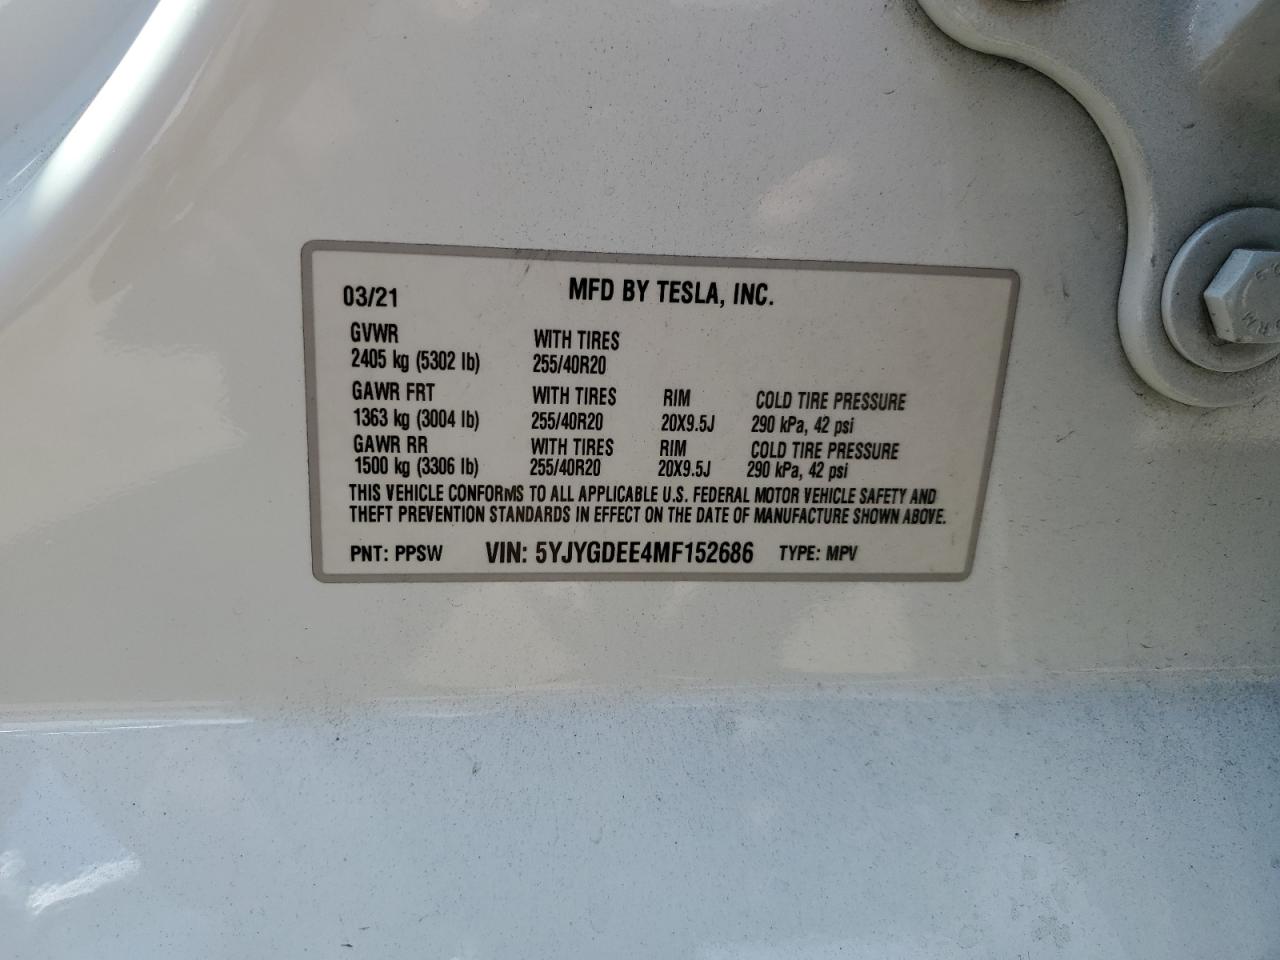 03/21 MFD BY TESLA, INC.
GVWR WITH TIRES
2405 kg (5302 lb) 255/40R20
GAWR FRT WITH TIRES RIM COLD TIRE PRESSURE
1363 kg (3004 lb) 255/40R20 20X9.5J 290 kPa, 42 psi
GAWR RR WITH TIRES RIM COLD TIRE PRESSURE
1500 kg (3306 lb) 255/40R20 20X9.5J 290 kPa, 42 psi
THIS VEHICLE CONFORMS TO ALL APPLICABLE U.S. FEDERAL MOTOR VEHICLE SAFETY AND
THEFT PREVENTION STANDARDS IN EFFECT ON THE DATE OF MANUFACTURE SHOWN ABOVE.
PNT: PPSW VIN: 5YJYGDEE4MF152686 TYPE: MPV